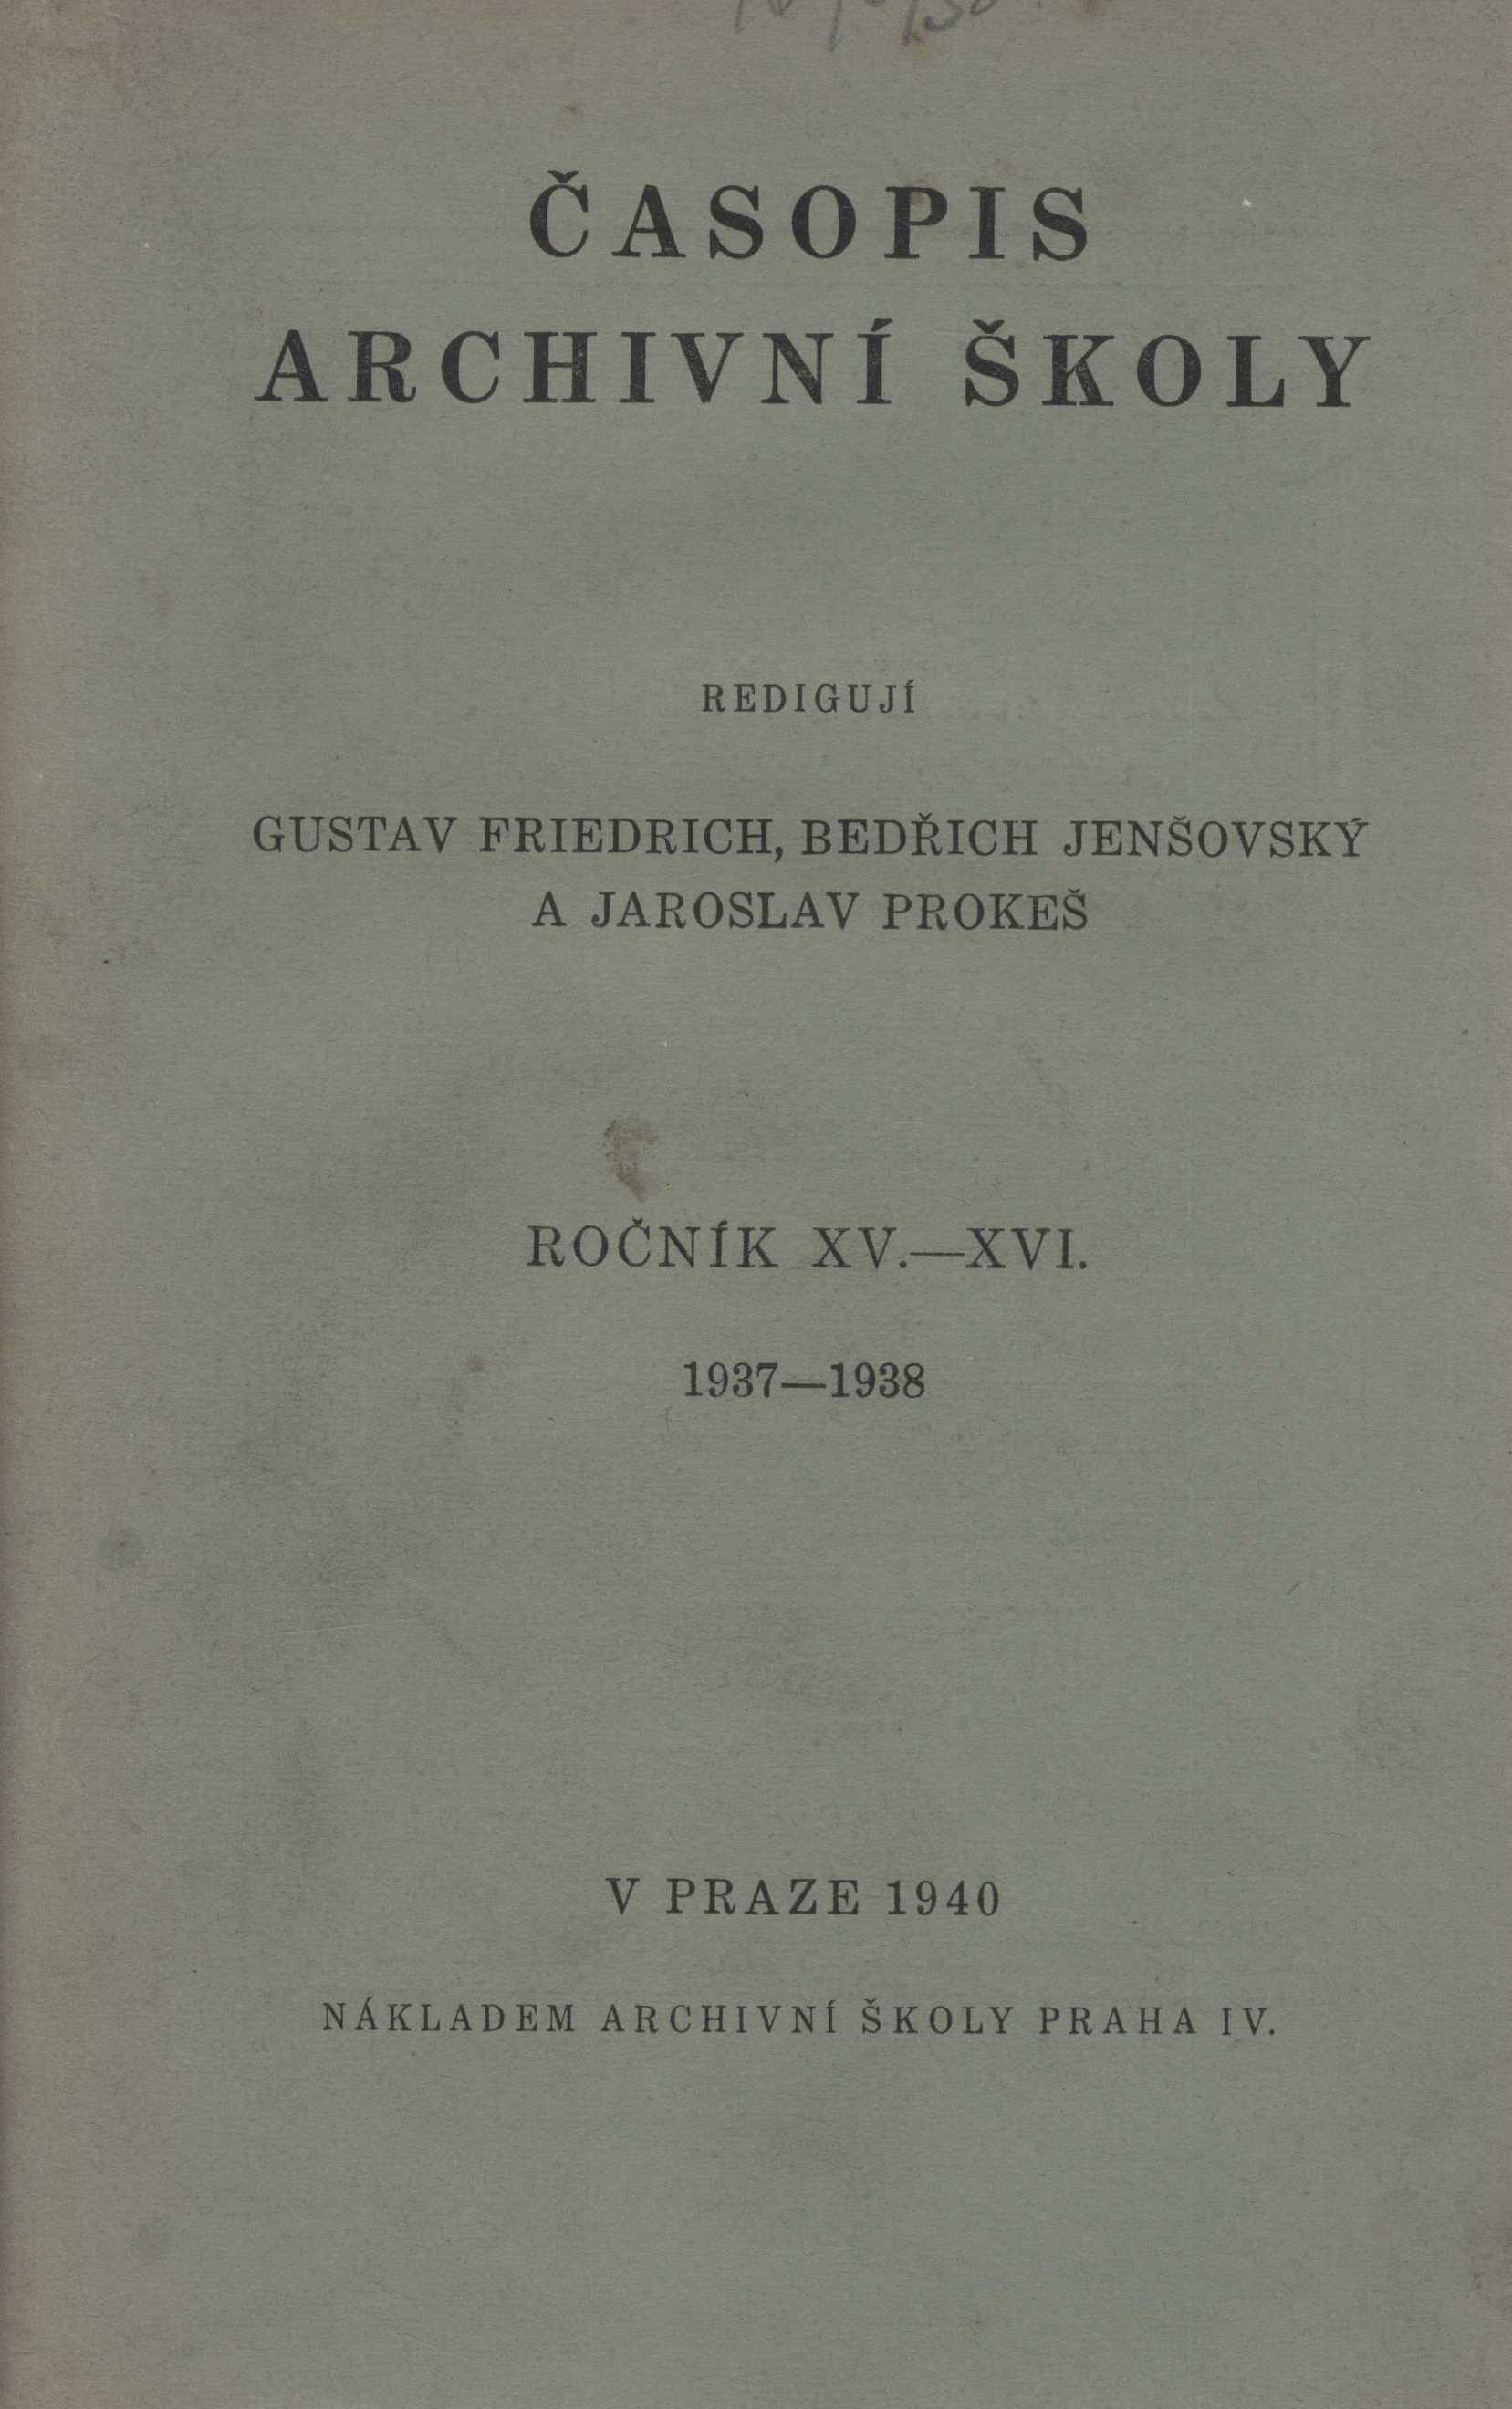 ČASOPIS
ARCHIVNÍ ŠKOLY
REDIGUJÍ
GUSTAV FRIEDRICH, BEDŘICH JENŠOVSKÝ
A JAROSLAV PROKEŠ
ROČNÍK XV.—XVI.
1937—1938
V PRAZE 1940
NÁKLADEM ARCHIVNÍ ŠKOLY PRAHA IV.